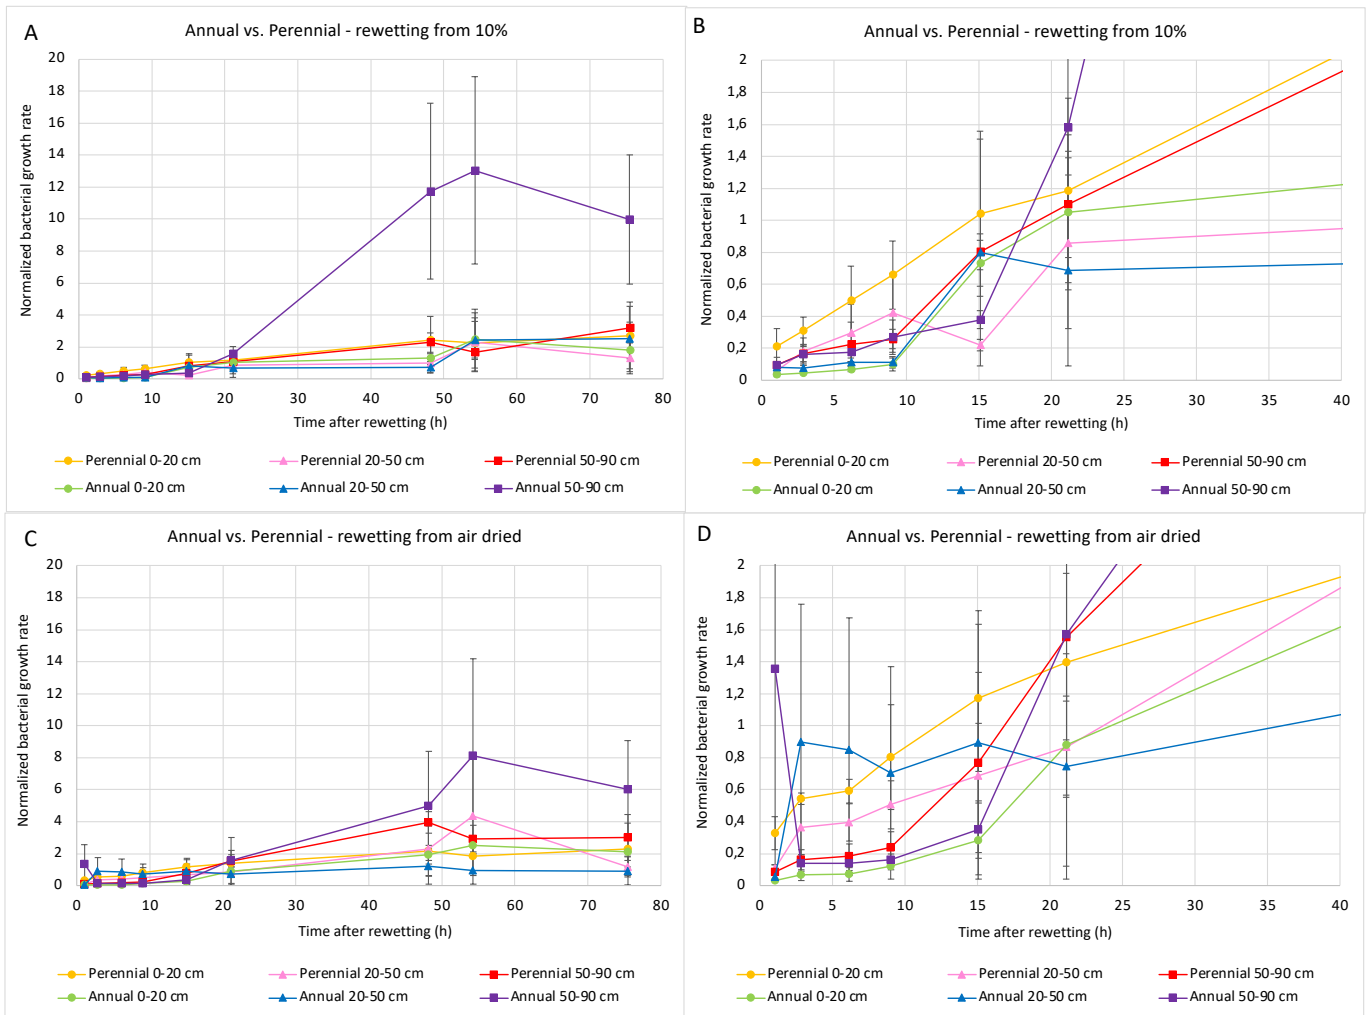 A
Annual vs. Perennial - rewetting from 10%
Normalized bacterial growth rate
20
18
16
14
12
10
8
6
4
2
0
0 10 20 30 40 50 60 70 80
Time after rewetting (h)
Perennial 0-20 cm Perennial 20-50 cm Perennial 50-90 cm
Annual 0-20 cm Annual 20-50 cm Annual 50-90 cm
B
Annual vs. Perennial - rewetting from 10%
Normalized bacterial growth rate
2
1,8
1,6
1,4
1,2
1
0,8
0,6
0,4
0,2
0
0 5 10 15 20 25 30 35 40
Time after rewetting (h)
Perennial 0-20 cm Perennial 20-50 cm Perennial 50-90 cm
Annual 0-20 cm Annual 20-50 cm Annual 50-90 cm
C
Annual vs. Perennial - rewetting from air dried
Normalized bacterial growth rate
20
18
16
14
12
10
8
6
4
2
0
0 10 20 30 40 50 60 70 80
Time after rewetting (h)
Perennial 0-20 cm Perennial 20-50 cm Perennial 50-90 cm
Annual 0-20 cm Annual 20-50 cm Annual 50-90 cm
D
Annual vs. Perennial - rewetting from air dried
Normalized bacterial growth rate
2
1,8
1,6
1,4
1,2
1
0,8
0,6
0,4
0,2
0
0 5 10 15 20 25 30 35 40
Time after rewetting (h)
Perennial 0-20 cm Perennial 20-50 cm Perennial 50-90 cm
Annual 0-20 cm Annual 20-50 cm Annual 50-90 cm